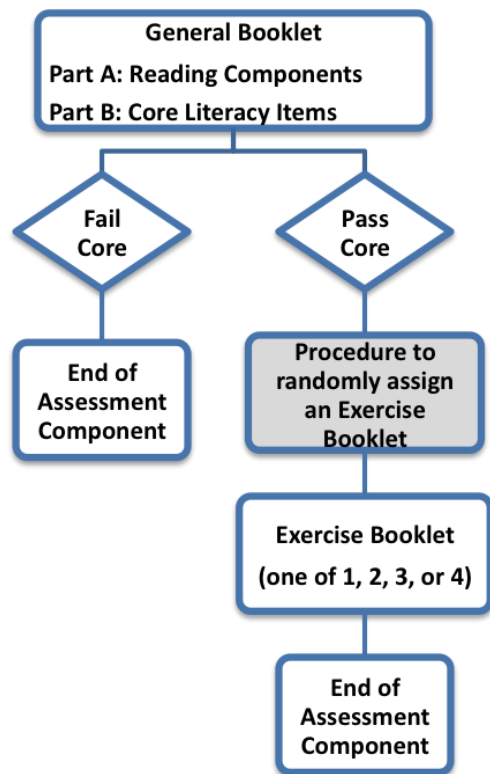 General Booklet
Part A: Reading Components
Part B: Core Literacy Items
Fail
Core
Pass
Core
End of
Assessment
Component
Procedure to
randomly assign
an Exercise
Booklet
Exercise Booklet
(one of 1, 2, 3, or 4)
End of
Assessment
Component